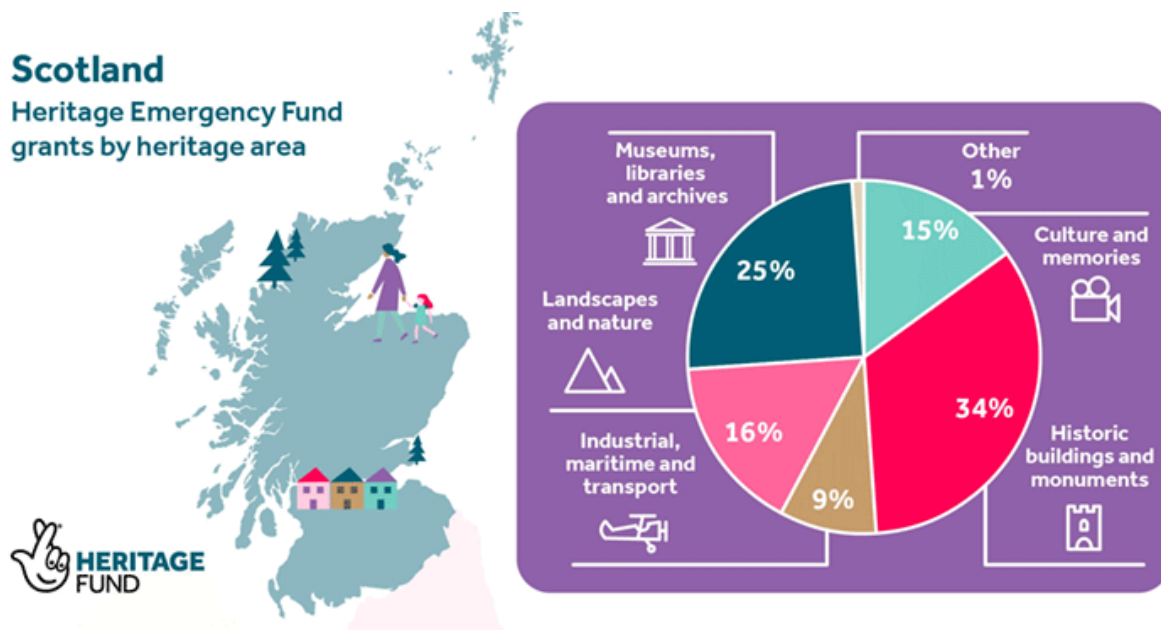 Scotland
Heritage Emergency Fund
grants by heritage area
Museums,
libraries
and archives
Other
1%
15%
Culture and
memories
25%
Landscapes
and nature
34%
16%
Industrial,
maritime and
transport
9%
Historic
buildings and
monuments
HERITAGE
FUND